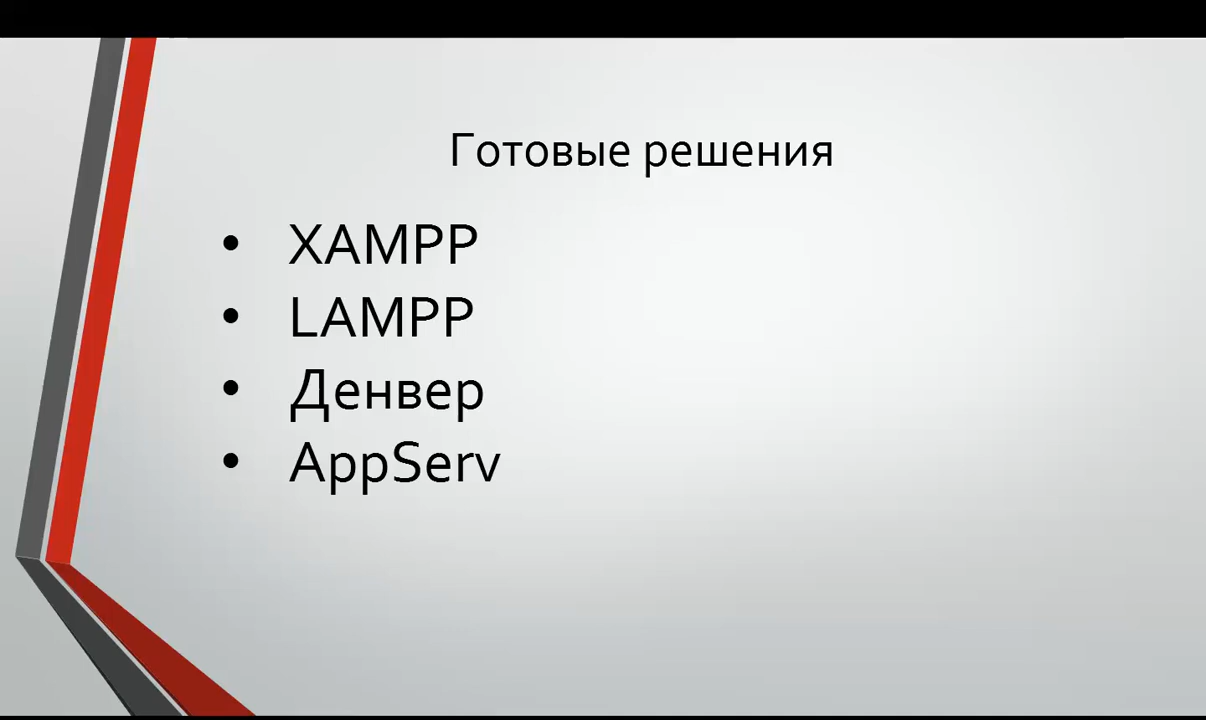 Готовые решения
• XAMPP
• LAMPP
• Денвер
• AppServ